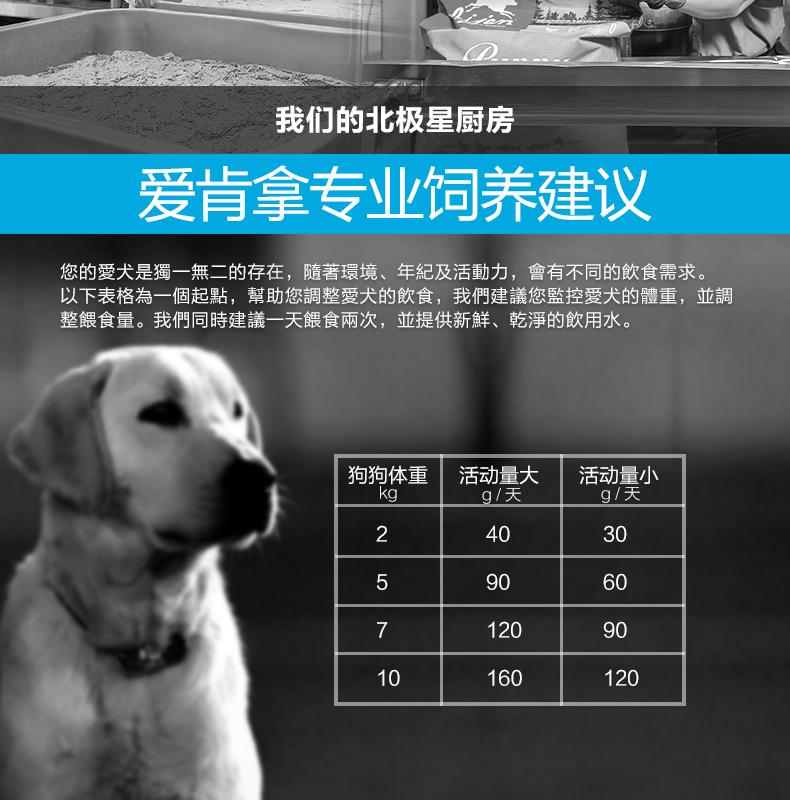 我们的北极星厨房
爱肯拿专业饲养建议
您的愛犬是獨一無二的存在，隨著環境、年紀及活動力，會有不同的飲食需求。
以下表格為一個起點，幫助您調整愛犬的飲食，我們建議您監控愛犬的體重，並調
整餵食量。我們同時建議一天餵食兩次，並提供新鮮、乾淨的飲用水。
狗狗体重 活动量大 活动量小
kg g / 天 g / 天
2 40 30
5 90 60
7 120 90
10 160 120